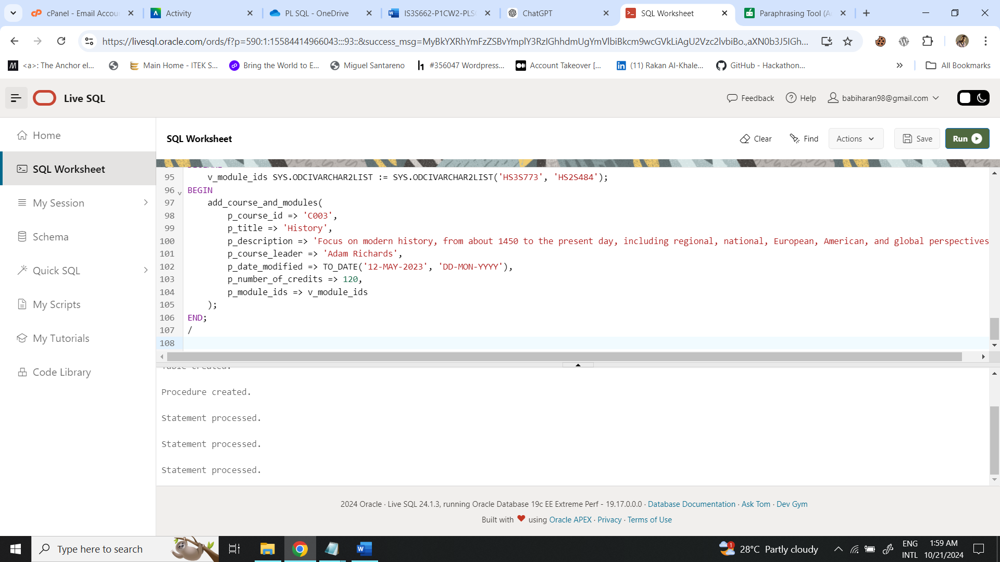 cPanel - Email Accou
Activity
PL SQL - OneDrive
IS3S662-P1CW2-PLS
ChatGPT
SQL Worksheet
Paraphrasing Tool (A
https://livesql.oracle.com/ords/f?p=590:1:15584414966043:::93::&success_msg=MyBkYXRhYmFzZSBvYmplY3RzIGhhdmUgYmVlbiBkcm9wcGVkLiAgU2Vzc2lvbiBo.,aXN0b3J5IGh...
<a>: The Anchor el...
Main Home - ITEK S...
Bring the World to E...
Miguel Santareno
#356047 Wordpress...
Account Takeover [...
(11) Rakan Al-Khale...
GitHub - Hackathon...
All Bookmarks
Live SQL
Feedback
Help
babiharan98@gmail.com
Home
SQL Worksheet
My Session
Schema
Quick SQL
My Scripts
My Tutorials
Code Library
SQL Worksheet
Clear
Find
Actions
Save
Run
95 v_module_ids SYS.ODCIVARCHAR2LIST := SYS.ODCIVARCHAR2LIST('HS3S773', 'HS2S484');
96 BEGIN
97 add_course_and_modules(
98 p_course_id => 'C003',
99 p_title => 'History',
100 p_description => 'Focus on modern history, from about 1450 to the present day, including regional, national, European, American, and global perspectives
101 p_course_leader => 'Adam Richards',
102 p_date_modified => TO_DATE('12-MAY-2023', 'DD-MON-YYYY'),
103 p_number_of_credits => 120,
104 p_module_ids => v_module_ids
105 );
106 END;
107 /
108
Table created.
Procedure created.
Statement processed.
Statement processed.
Statement processed.
2024 Oracle · Live SQL 24.1.3, running Oracle Database 19c EE Extreme Perf - 19.17.0.0.0 · Database Documentation · Ask Tom · Dev Gym
Built with ❤ using Oracle APEX · Privacy · Terms of Use
Type here to search
1
28°C Partly cloudy
ENG
INTL
1:59 AM
10/21/2024